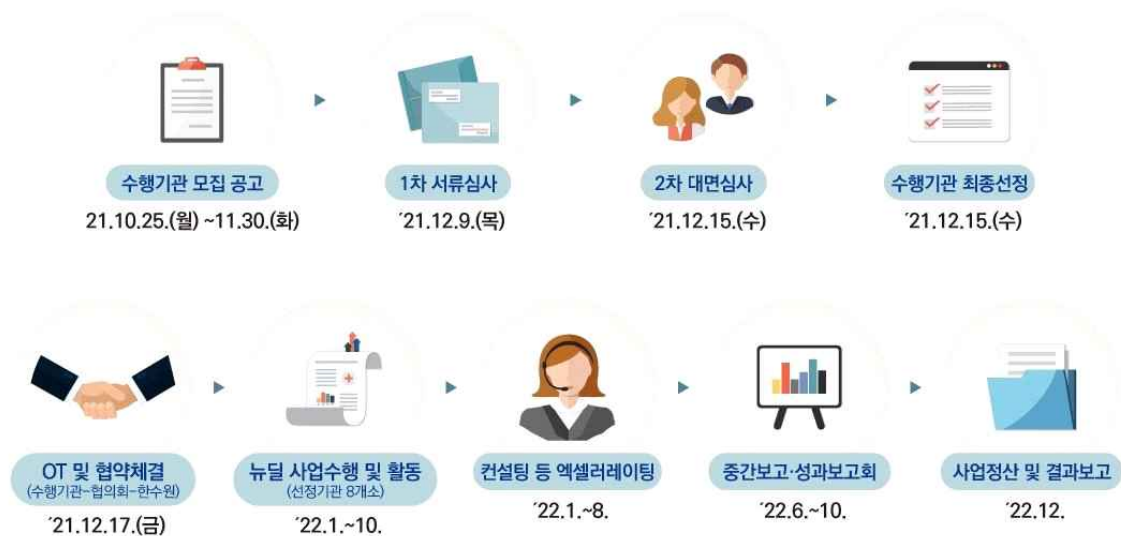 수행기관 모집 공고
21.10.25.(월) ~11.30.(화)
1차 서류심사
´21.12.9.(목)
2차 대면심사
´21.12.15.(수)
수행기관 최종선정
´21.12.15.(수)
OT 및 협약체결
(수행기관-협의회-한수원)
´21.12.17.(금)
뉴딜 사업수행 및 활동
(선정기관 8개소)
´22.1.~10.
컨설팅 등 엑셀러레이팅
´22.1.~8.
중간보고·성과보고회
´22.6.~10.
사업정산 및 결과보고
´22.12.